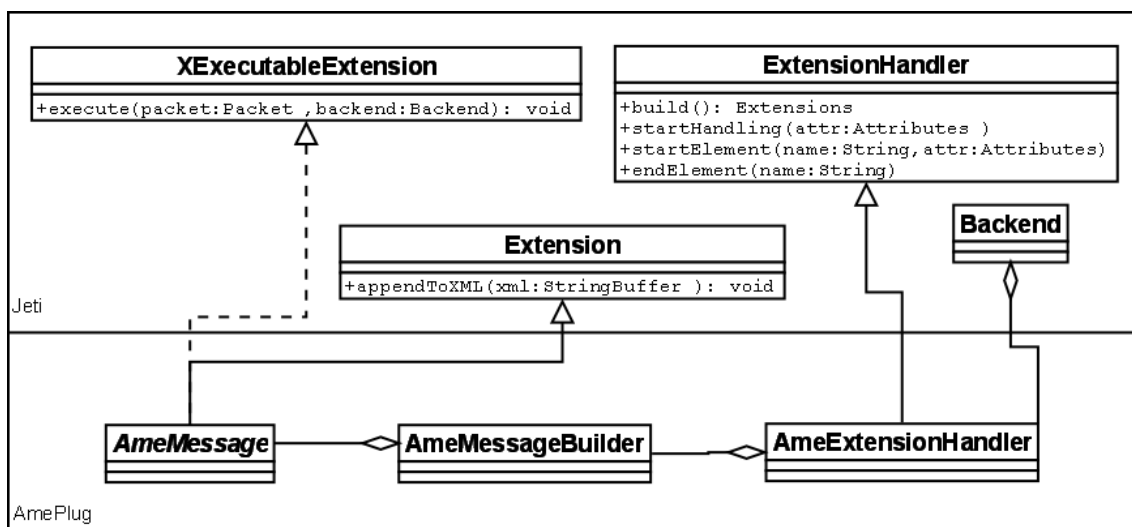 XExecutableExtension
+execute(packet:Packet ,backend:Backend): void
ExtensionHandler
+build(): Extensions
+startHandling(attr:Attributes )
+startElement(name:String,attr:Attributes)
+endElement(name:String)
Extension
+appendToXML(xml:StringBuffer ): void
Backend
Jeti
AmeMessage
AmeMessageBuilder
AmeExtensionHandler
AmePlug